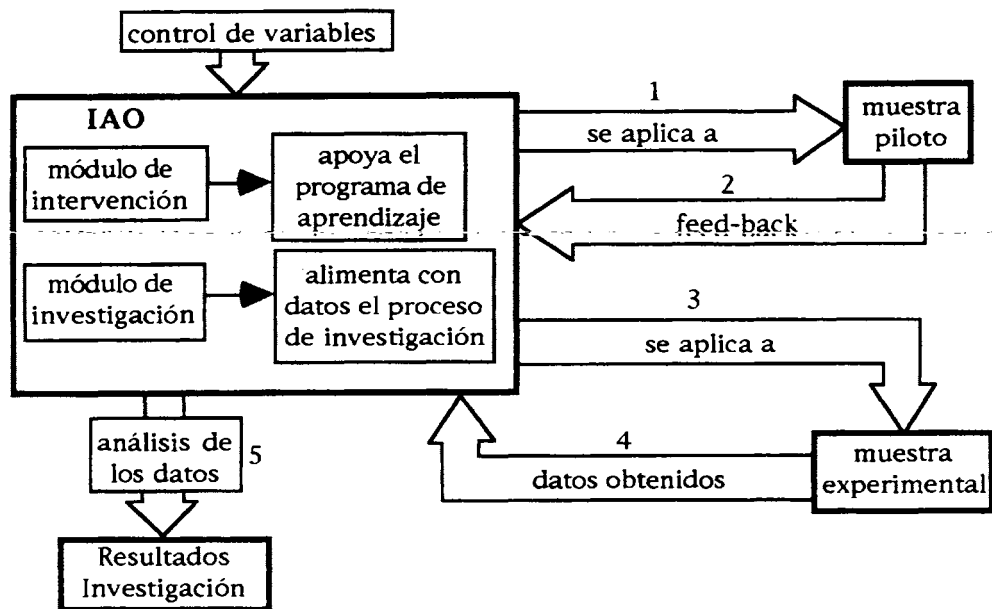 control de variables
IAO
módulo de
intervención
apoya el
programa de
aprendizaje
módulo de
investigación
alimenta con
datos el proceso
de investigación
1
se aplica a
muestra
piloto
2
feed-back
3
se aplica a
muestra
experimental
4
datos obtenidos
análisis de
los datos
5
Resultados
Investigación